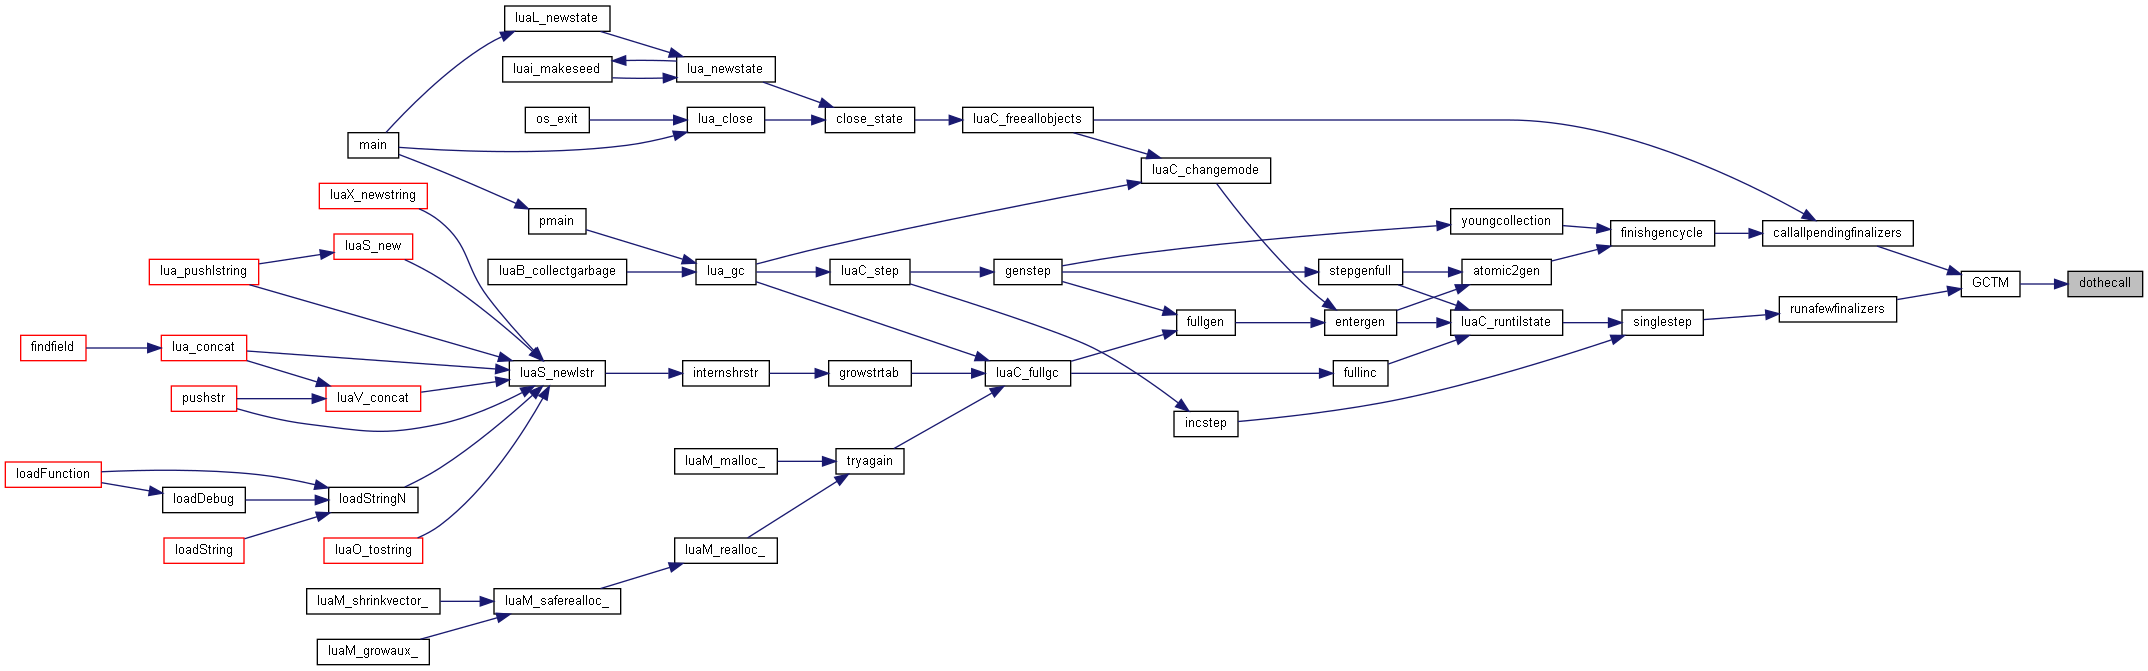 luaL_newstate
luai_makeseed
lua_newstate
os_exit
lua_close
close_state
luaC_freeallobjects
main
luaC_changemode
luaX_newstring
pmain
youngcollection
finishgencycle
callallpendingfinalizers
luaS_new
lua_pushlstring
luaB_collectgarbage
lua_gc
luaC_step
genstep
stepgenfull
atomic2gen
GCTM
dothecall
runafewfinalizers
fullgen
entergen
luaC_runtilstate
singlestep
findfield
lua_concat
luaS_newlstr
internshrstr
growstrtab
luaC_fullgc
fullinc
pushstr
luaV_concat
incstep
loadFunction
luaM_malloc_
tryagain
loadDebug
loadStringN
loadString
luaO_tostring
luaM_realloc_
luaM_shrinkvector_
luaM_saferealloc_
luaM_growaux_